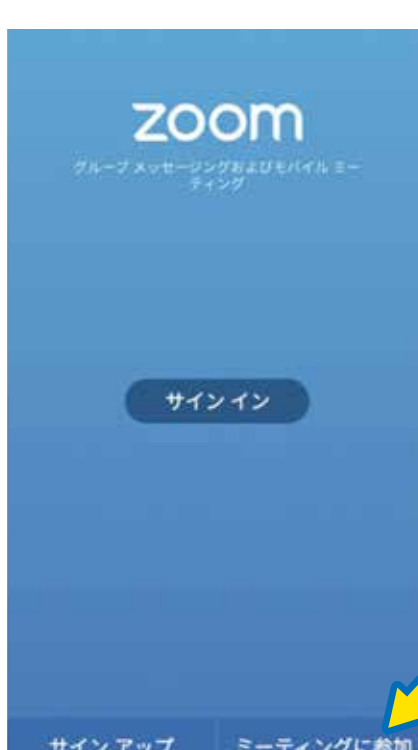 zoom
グループ メッセージングおよびモバイル ミー
ティング
サイン イン
サイン アップ
ミーティングに参加